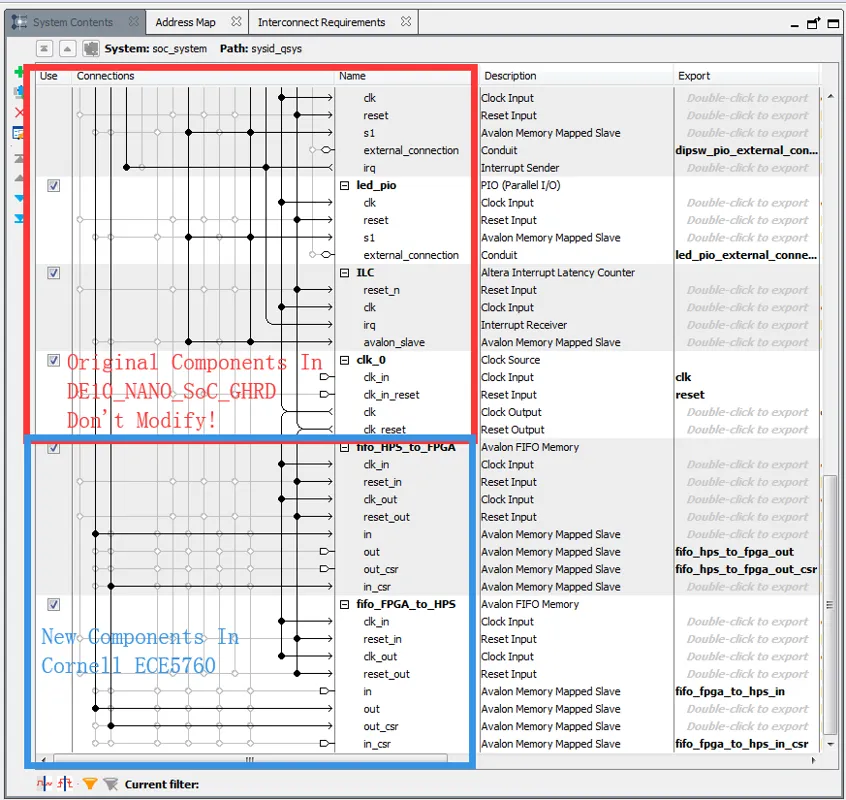 System Contents Address Map Interconnect Requirements
System: soc_system Path: sysid_qsys
Use Connections Name Description Export
clk Clock Input Double-click to export
reset Reset Input Double-click to export
s1 Avalon Memory Mapped Slave Double-click to export
external_connection Conduit dipsw_pio_external_con...
irq Interrupt Sender Double-click to export
led_pio PIO (Parallel I/O)
clk Clock Input Double-click to export
reset Reset Input Double-click to export
s1 Avalon Memory Mapped Slave Double-click to export
external_connection Conduit led_pio_external_conne...
ILC Altera Interrupt Latency Counter
reset_n Reset Input Double-click to export
clk Clock Input Double-click to export
irq Interrupt Receiver Double-click to export
avalon_slave Avalon Memory Mapped Slave Double-click to export
clk_0 Clock Source
clk_in Clock Input clk
clk_in_reset Reset Input reset
clk Clock Output Double-click to export
clk_reset Reset Output Double-click to export
Original Components In
DE10_NANO_SoC_GHRD
Don't Modify!
fifo_HPS_to_FPGA Avalon FIFO Memory
clk_in Clock Input Double-click to export
reset_in Reset Input Double-click to export
clk_out Clock Input Double-click to export
reset_out Reset Input Double-click to export
in Avalon Memory Mapped Slave Double-click to export
out Avalon Memory Mapped Slave fifo_hps_to_fpga_out
out_csr Avalon Memory Mapped Slave fifo_hps_to_fpga_out_csr
in_csr Avalon Memory Mapped Slave Double-click to export
fifo_FPGA_to_HPS Avalon FIFO Memory
clk_in Clock Input Double-click to export
reset_in Reset Input Double-click to export
clk_out Clock Input Double-click to export
reset_out Reset Input Double-click to export
in Avalon Memory Mapped Slave fifo_fpga_to_hps_in
out Avalon Memory Mapped Slave Double-click to export
out_csr Avalon Memory Mapped Slave Double-click to export
in_csr Avalon Memory Mapped Slave fifo_fpga_to_hps_in_csr
New Components In
Cornell ECE5760
Current filter: